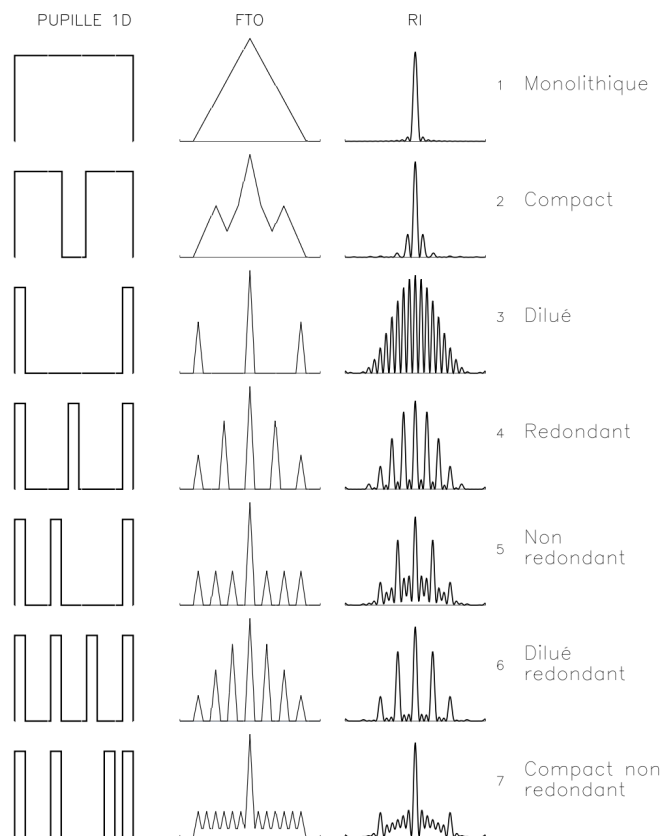 PUPILLE 1D FTO RI
1 Monolithique
2 Compact
3 Dilué
4 Redondant
5 Non
redondant
6 Dilué
redondant
7 Compact non
redondant